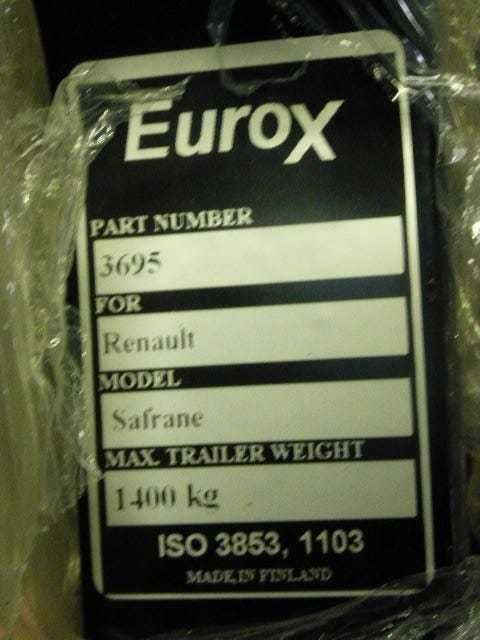 EuroX
PART NUMBER
3695
FOR
Renault
MODEL
Safrane
MAX. TRAILER WEIGHT
1400 kg
ISO 3853, 1103
MADE IN FINLAND